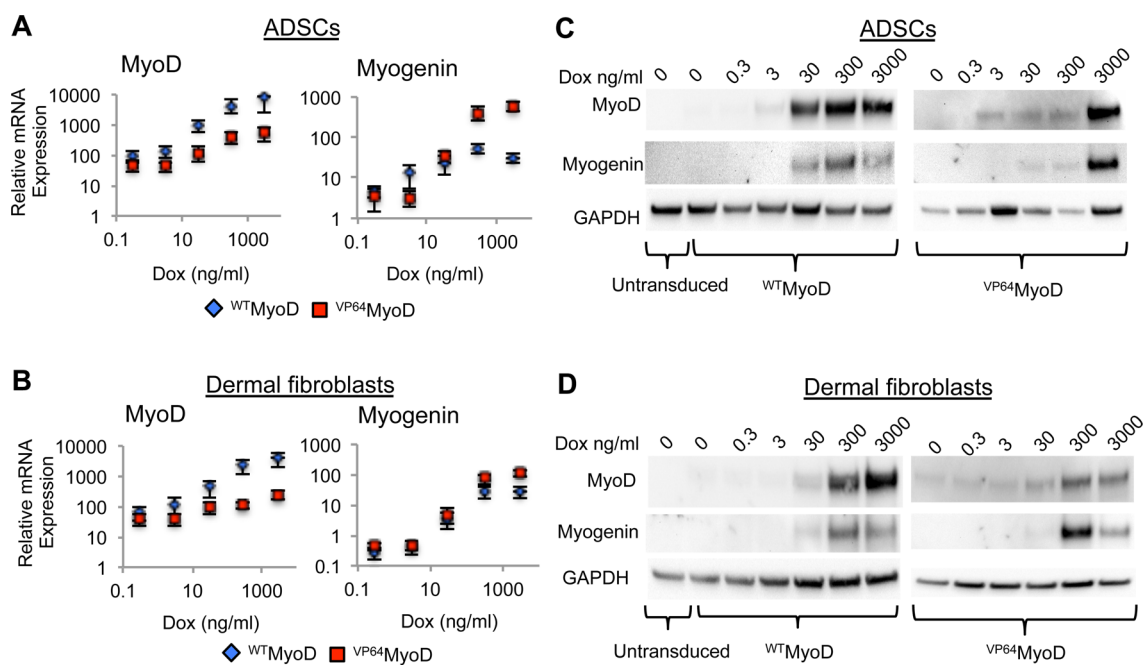 A
ADSCs
MyoD
Myogenin
Relative mRNA
Expression
10000
1000
100
10
1
0.1 10 1000
1000
100
10
1
0.1 10 1000
Dox (ng/ml)
Dox (ng/ml)
WTMyoD VP64MyoD
B
Dermal fibroblasts
MyoD
Myogenin
Relative mRNA
Expression
10000
1000
100
10
1
0.1 10 1000
1000
100
10
1
0.1
0.1 10 1000
Dox (ng/ml)
Dox (ng/ml)
WTMyoD VP64MyoD
C
ADSCs
Dox ng/ml 0 0 0.3 3 30 300 3000 0 0.3 3 30 300 3000
MyoD
Myogenin
GAPDH
Untransduced WTMyoD VP64MyoD
D
Dermal fibroblasts
Dox ng/ml 0 0 0.3 3 30 300 3000 0 0.3 3 30 300 3000
MyoD
Myogenin
GAPDH
Untransduced WTMyoD VP64MyoD